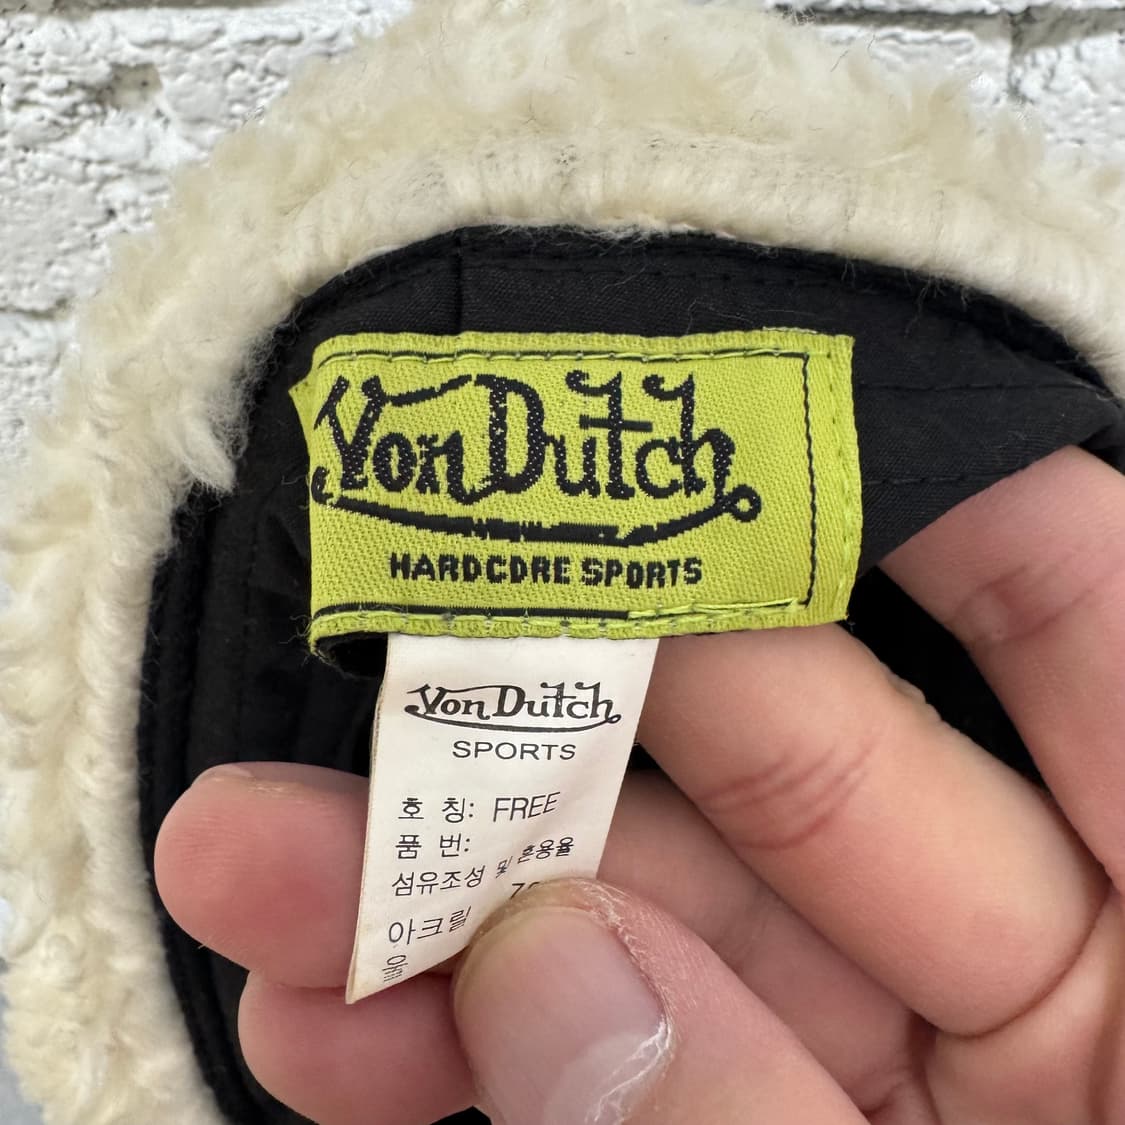 Von Dutch
HARDCORE SPORTS
Von Dutch
SPORTS
호 칭: FREE
품 번:
섬유조성 및 혼용율
아크릴